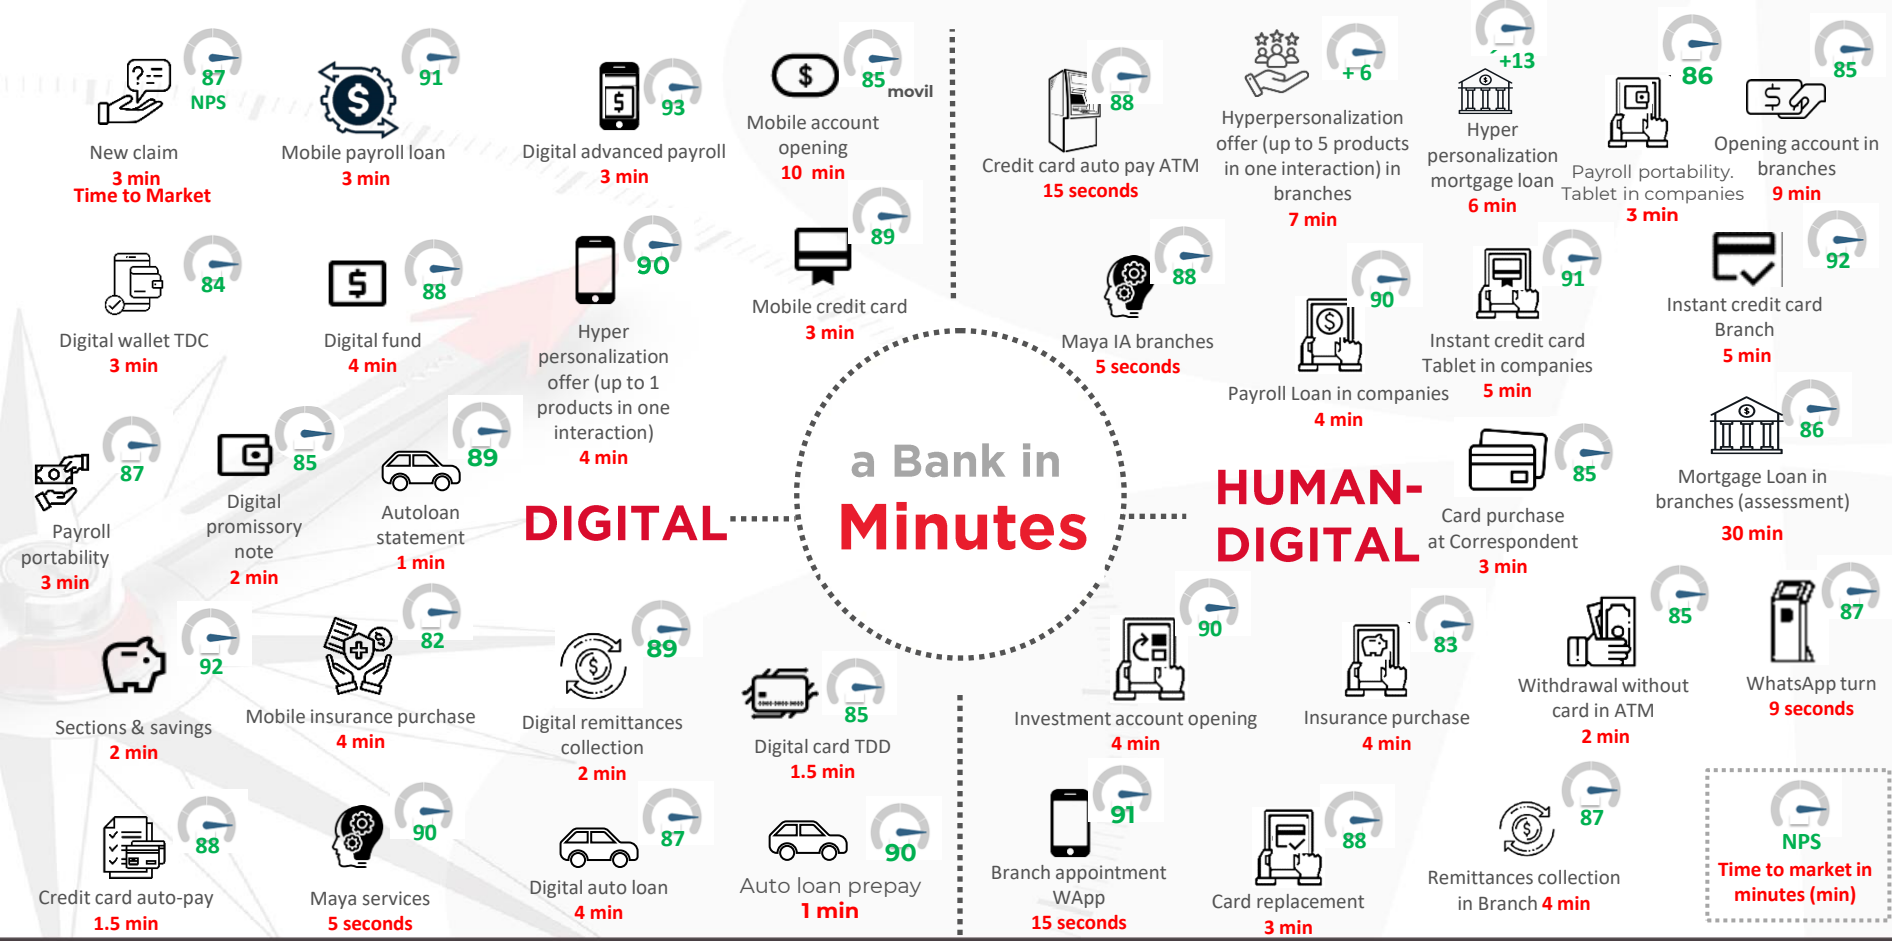 87
NPS
New claim
3 min
Time to Market
91
Mobile payroll loan
3 min
93
Digital advanced payroll
3 min
85 movil
Mobile account
opening
10 min
84
Digital wallet TDC
3 min
88
Digital fund
4 min
90
Hyper
personalization
offer (up to 1
products in one
interaction)
4 min
89
Mobile credit card
3 min
87
Payroll
portability
3 min
85
Digital
promissory
note
2 min
89
Autoloan
statement
1 min
DIGITAL
a Bank in
Minutes
HUMAN-
DIGITAL
92
Sections & savings
2 min
82
Mobile insurance purchase
4 min
89
Digital remittances
collection
2 min
85
Digital card TDD
1.5 min
88
Credit card auto-pay
1.5 min
90
Maya services
5 seconds
87
Digital auto loan
4 min
90
Auto loan prepay
1 min
88
Credit card auto pay ATM
15 seconds
+ 6
Hyperpersonalization
offer (up to 5 products
in one interaction) in
branches
7 min
+13
Hyper
personalization
mortgage loan
6 min
86
Payroll portability.
Tablet in companies
3 min
85
Opening account in
branches
9 min
88
Maya IA branches
5 seconds
90
Payroll Loan in companies
4 min
91
Instant credit card
Tablet in companies
5 min
92
Instant credit card
Branch
5 min
85
Card purchase
at Correspondent
3 min
86
Mortgage Loan in
branches (assessment)
30 min
90
Investment account opening
4 min
83
Insurance purchase
4 min
85
Withdrawal without
card in ATM
2 min
87
WhatsApp turn
9 seconds
91
Branch appointment
WApp
15 seconds
88
Card replacement
3 min
87
Remittances collection
in Branch 4 min
NPS
Time to market in
minutes (min)